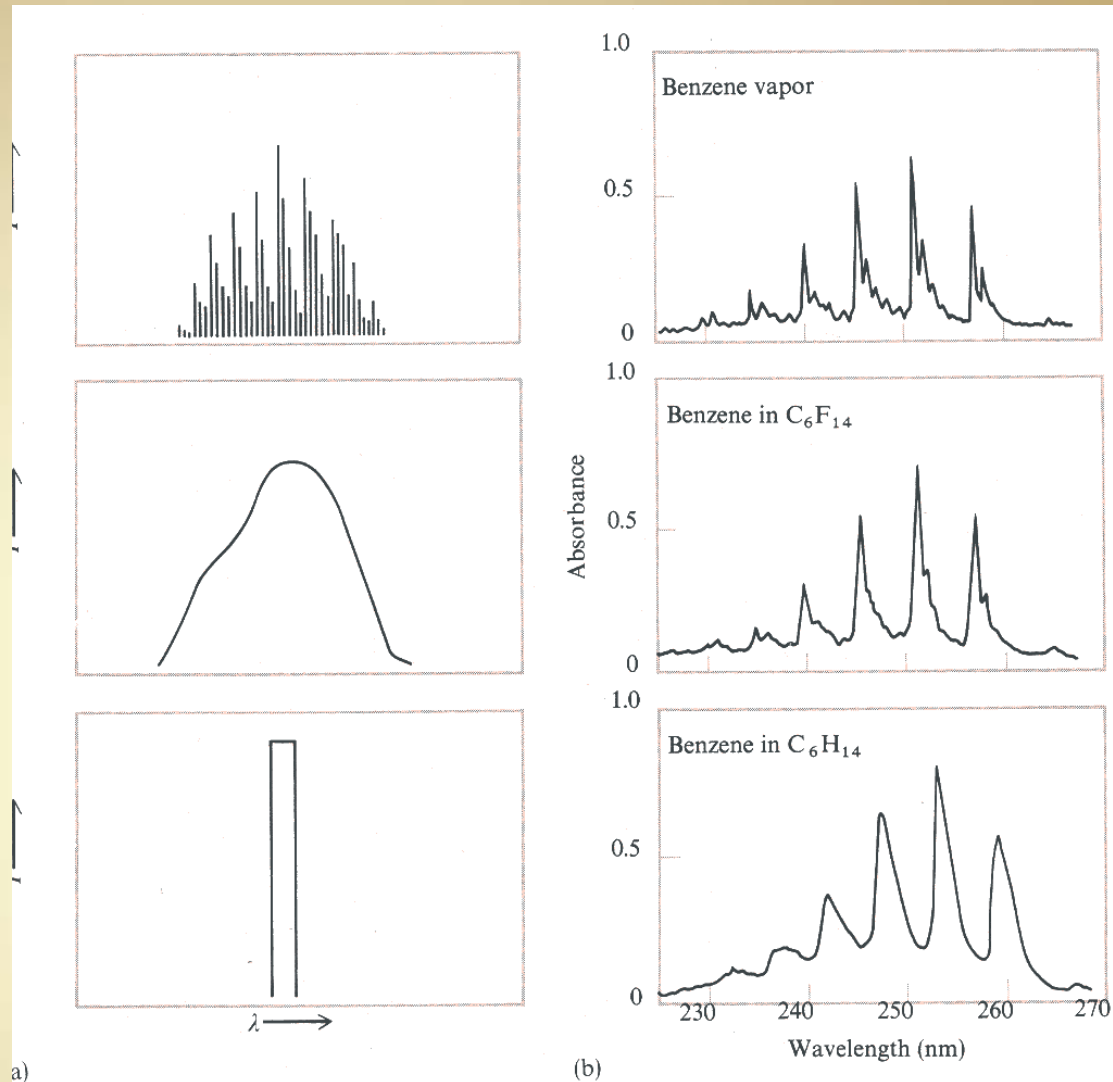 λ
a)
1.0
Benzene vapor
0.5
0
1.0
Benzene in C₆F₁₄
Absorbance
0.5
0
1.0
Benzene in C₆H₁₄
0.5
0
230 240 250 260 270
Wavelength (nm)
(b)